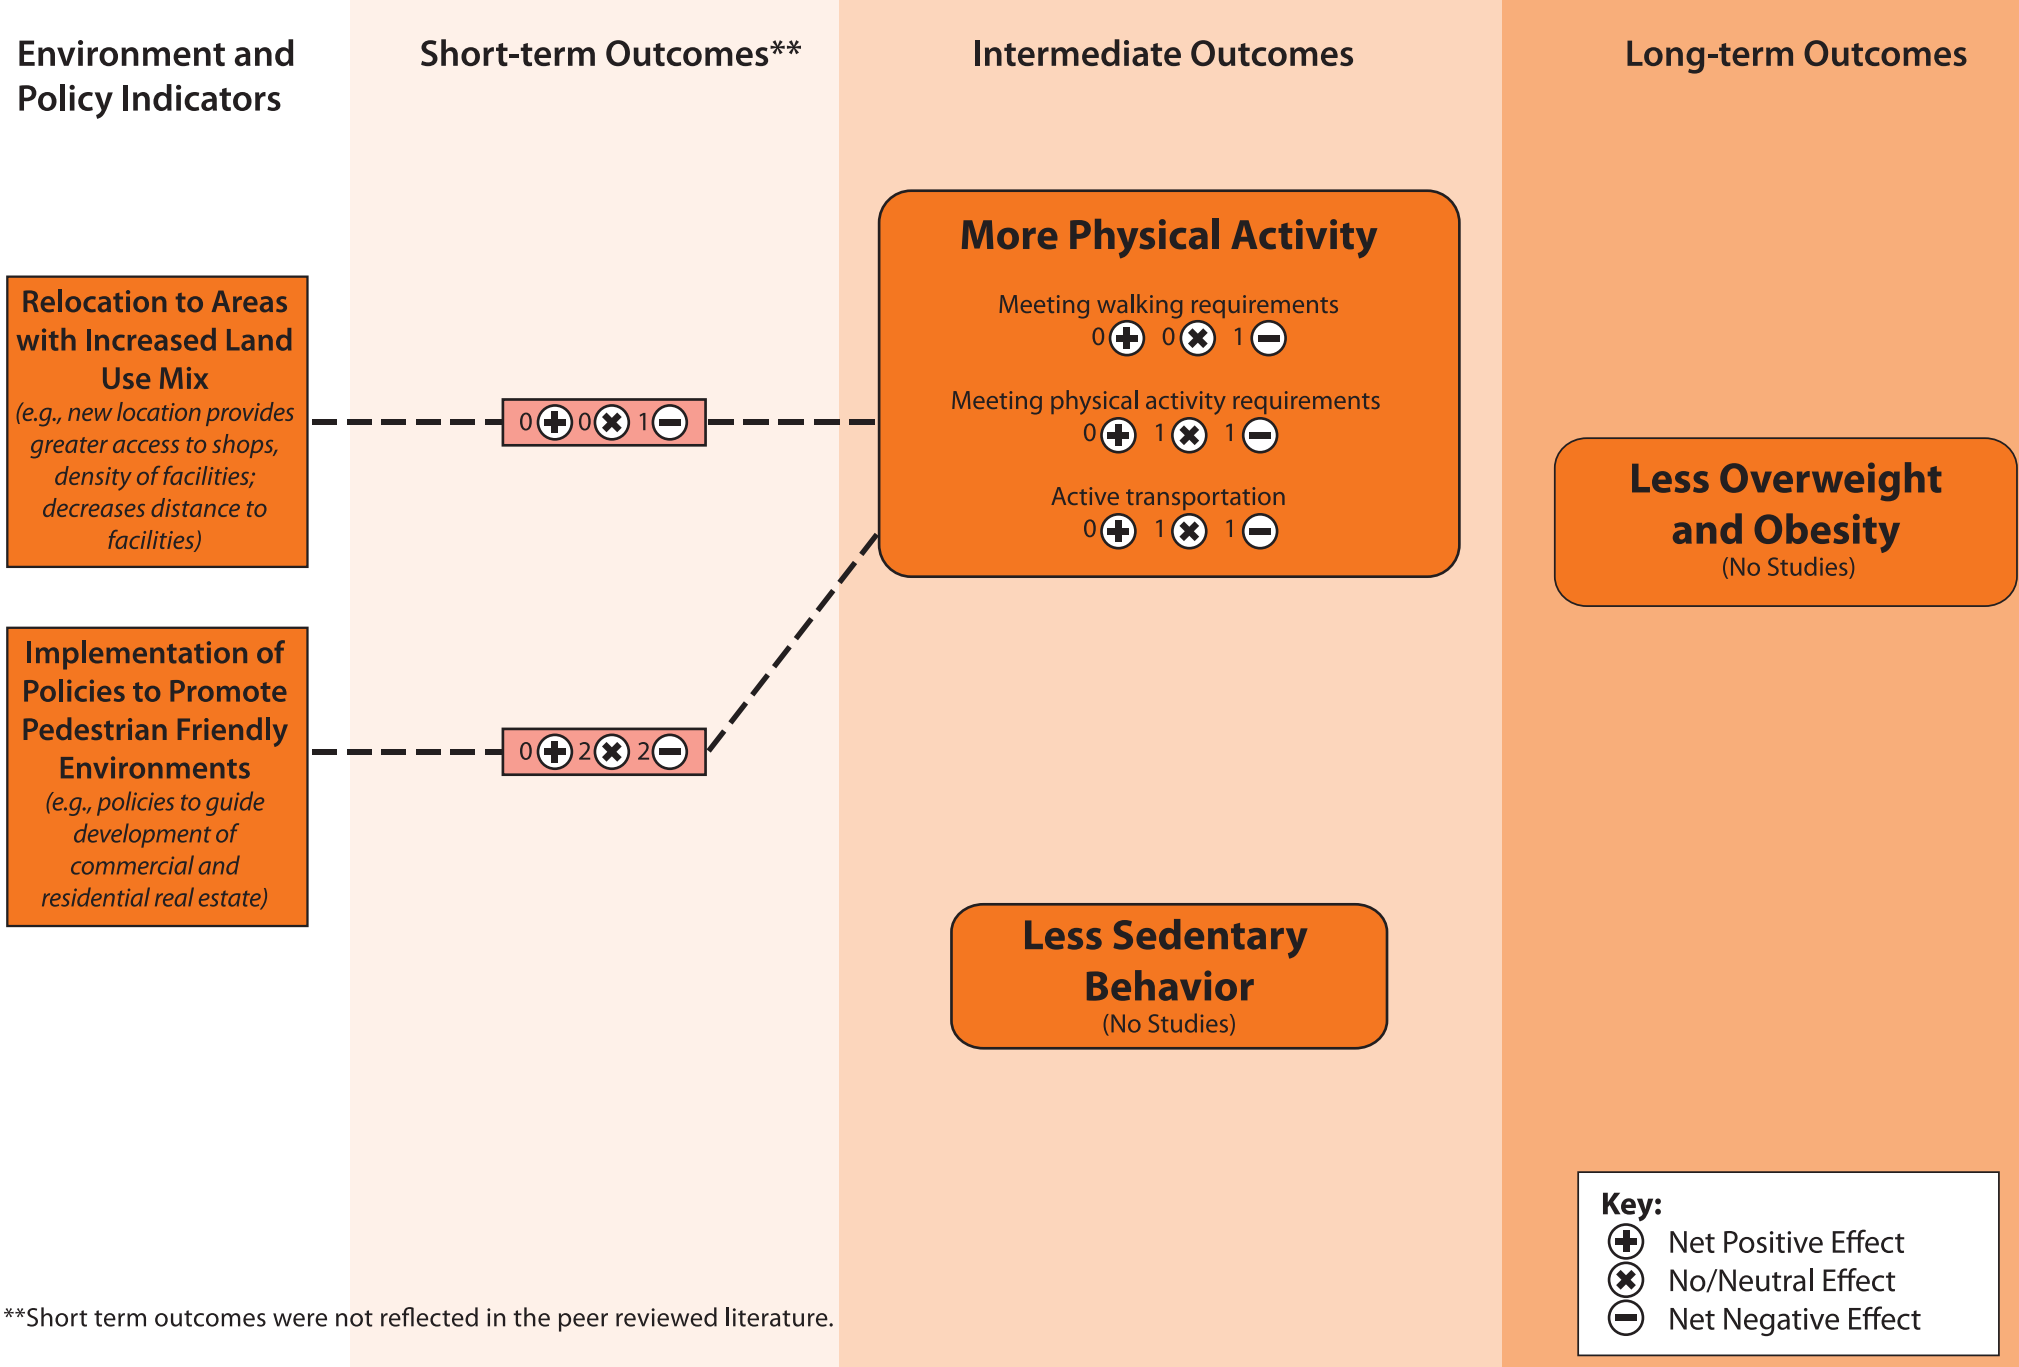 Environment and
Policy Indicators
Short-term Outcomes**
Intermediate Outcomes
Long-term Outcomes
Relocation to Areas
with Increased Land
Use Mix
(e.g., new location provides
greater access to shops,
density of facilities;
decreases distance to
facilities)
0 0 1
More Physical Activity
Meeting walking requirements
0 0 1
Meeting physical activity requirements
0 1 1
Active transportation
0 1 1
Less Overweight
and Obesity
(No Studies)
Implementation of
Policies to Promote
Pedestrian Friendly
Environments
(e.g., policies to guide
development of
commercial and
residential real estate)
0 2 2
Less Sedentary
Behavior
(No Studies)
Key:
Net Positive Effect
No/Neutral Effect
Net Negative Effect
**Short term outcomes were not reflected in the peer reviewed literature.